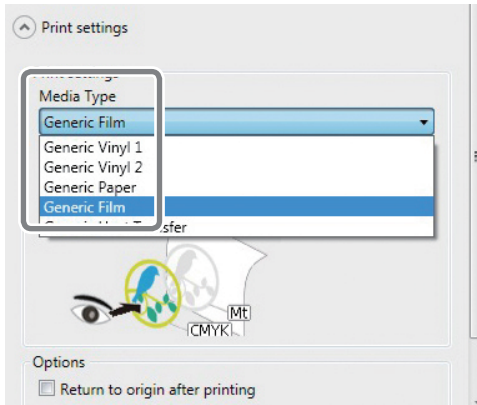 Print settings
Media Type
Generic Film
Generic Vinyl 1
Generic Vinyl 2
Generic Paper
Generic Film
Mt
CMYK
Options
Return to origin after printing